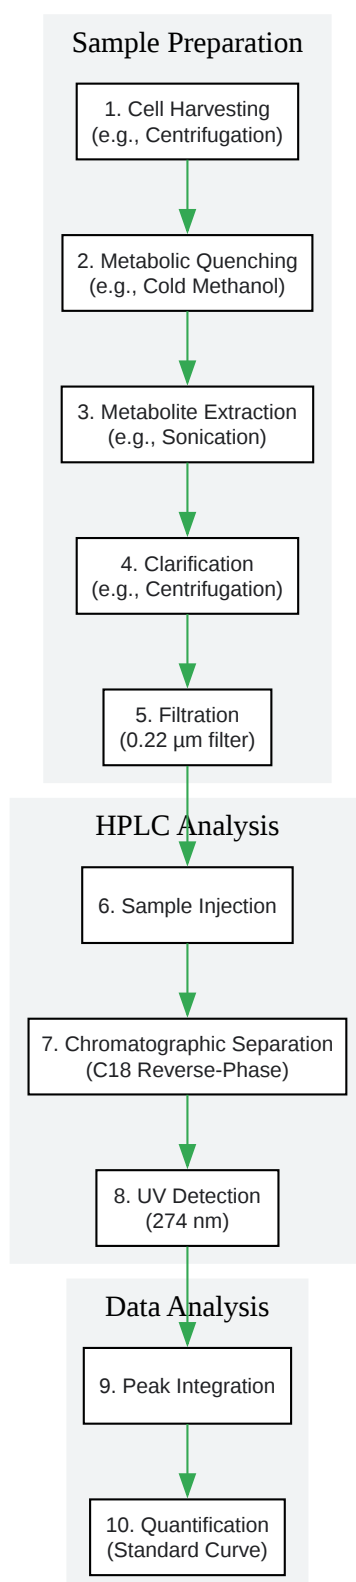 Sample Preparation
1. Cell Harvesting
(e.g., Centrifugation)
2. Metabolic Quenching
(e.g., Cold Methanol)
3. Metabolite Extraction
(e.g., Sonication)
4. Clarification
(e.g., Centrifugation)
5. Filtration
(0.22 µm filter)
HPLC Analysis
6. Sample Injection
7. Chromatographic Separation
(C18 Reverse-Phase)
8. UV Detection
(274 nm)
Data Analysis
9. Peak Integration
10. Quantification
(Standard Curve)